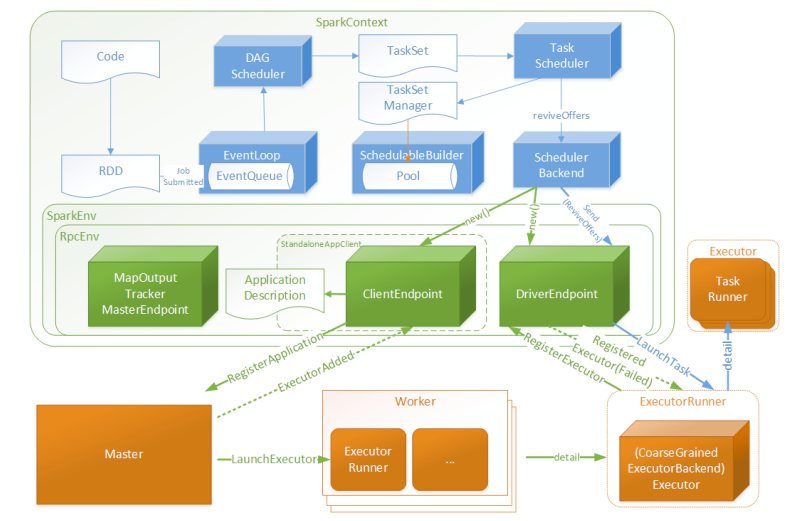 SparkContext
Code
DAG
Scheduler
TaskSet
Task
Scheduler
TaskSet
Manager
reviveOffers
RDD
Job
Submitted
EventLoop
EventQueue
SchedulableBuilder
Pool
Scheduler
Backend
SparkEnv
RpcEnv
new()
new()
Send
(ReviveOffers)
StandaloneAppClient
MapOutput
Tracker
MasterEndpoint
Application
Description
ClientEndpoint
DriverEndpoint
Executor
Task
Runner
RegisterApplication
ExecutorAdded
RegisterExecutor
Registered
Executor(Failed)
LaunchTask
detail
Master
LaunchExecutor
Worker
Executor
Runner
...
detail
ExecutorRunner
(CoarseGrained
ExecutorBackend)
Executor